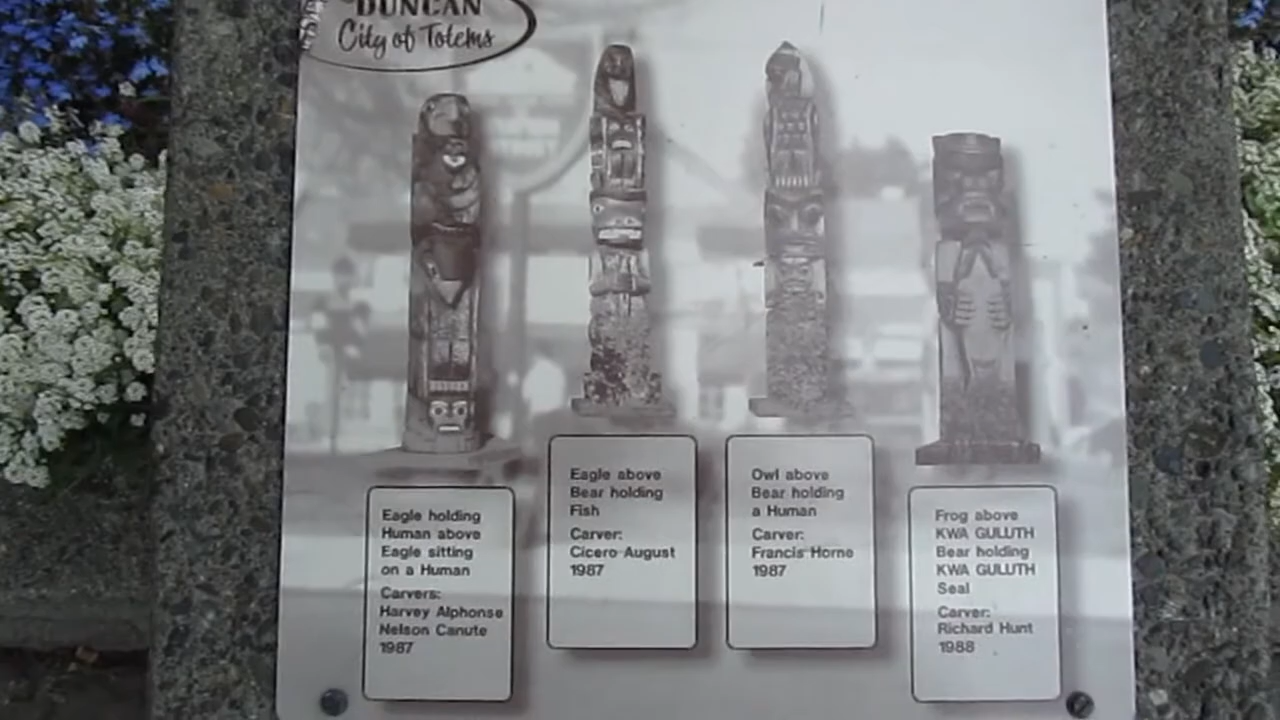 DUNCAN
City of Totems
Eagle holding
Human above
Eagle sitting
on a Human
Carvers:
Harvey Alphonse
Nelson Canute
1987
Eagle above
Bear holding
Fish
Carver:
Cicero August
1987
Owl above
Bear holding
a Human
Carver:
Francis Horne
1987
Frog above
KWA GULUTH
Bear holding
KWA GULUTH
Seal
Carver:
Richard Hunt
1988